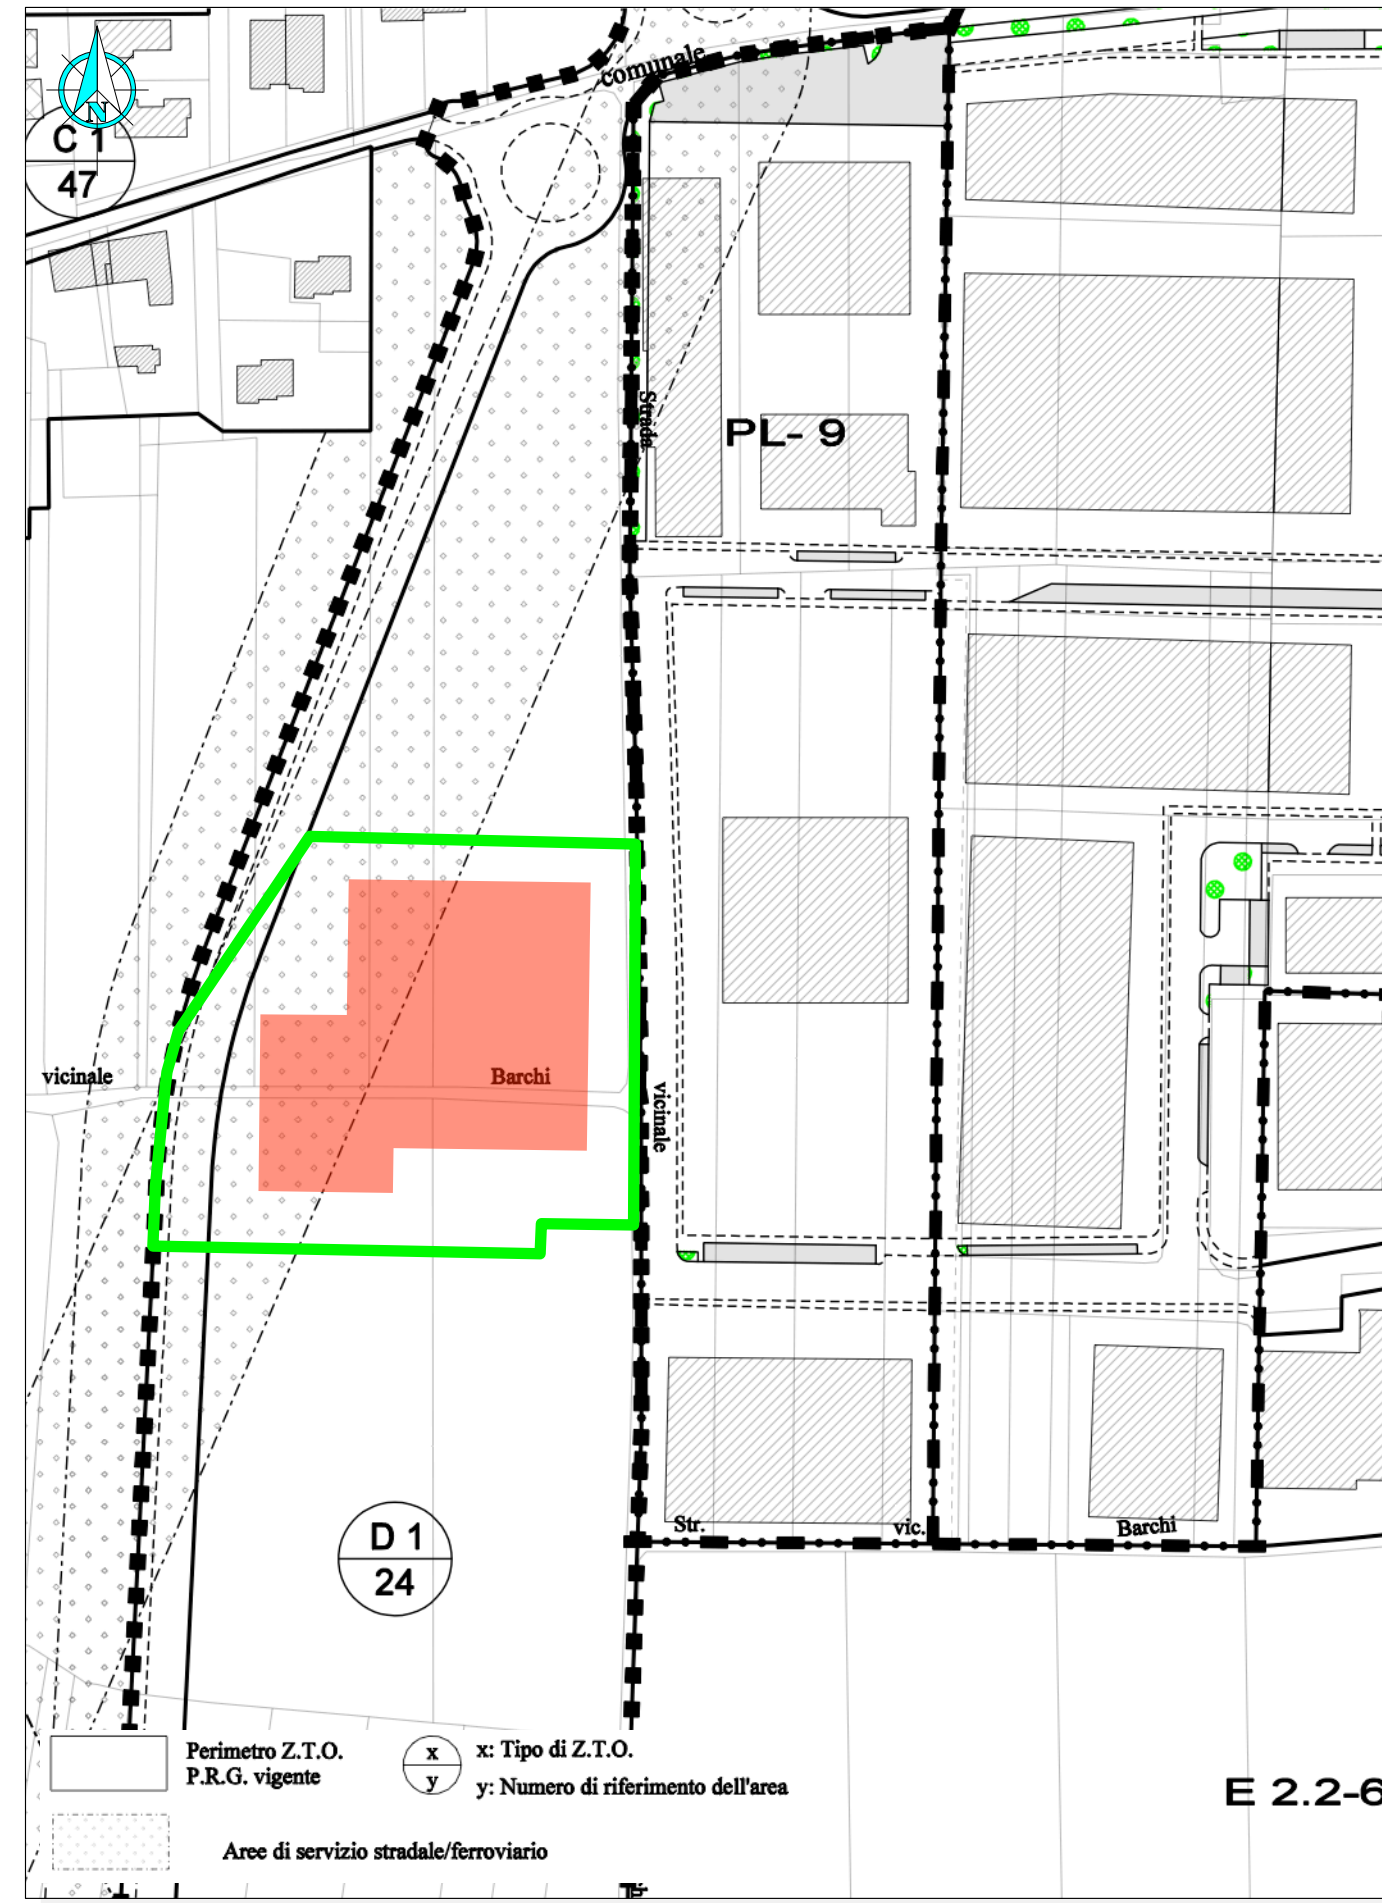 comunale
N
C 1
47
Strada
PL- 9
vicinale
Barchi
vicinale
D 1
24
Str.
vic.
Barchi
Perimetro Z.T.O.
P.R.G. vigente
x
y
x: Tipo di Z.T.O.
y: Numero di riferimento dell'area
E 2.2-6
Aree di servizio stradale/ferroviario